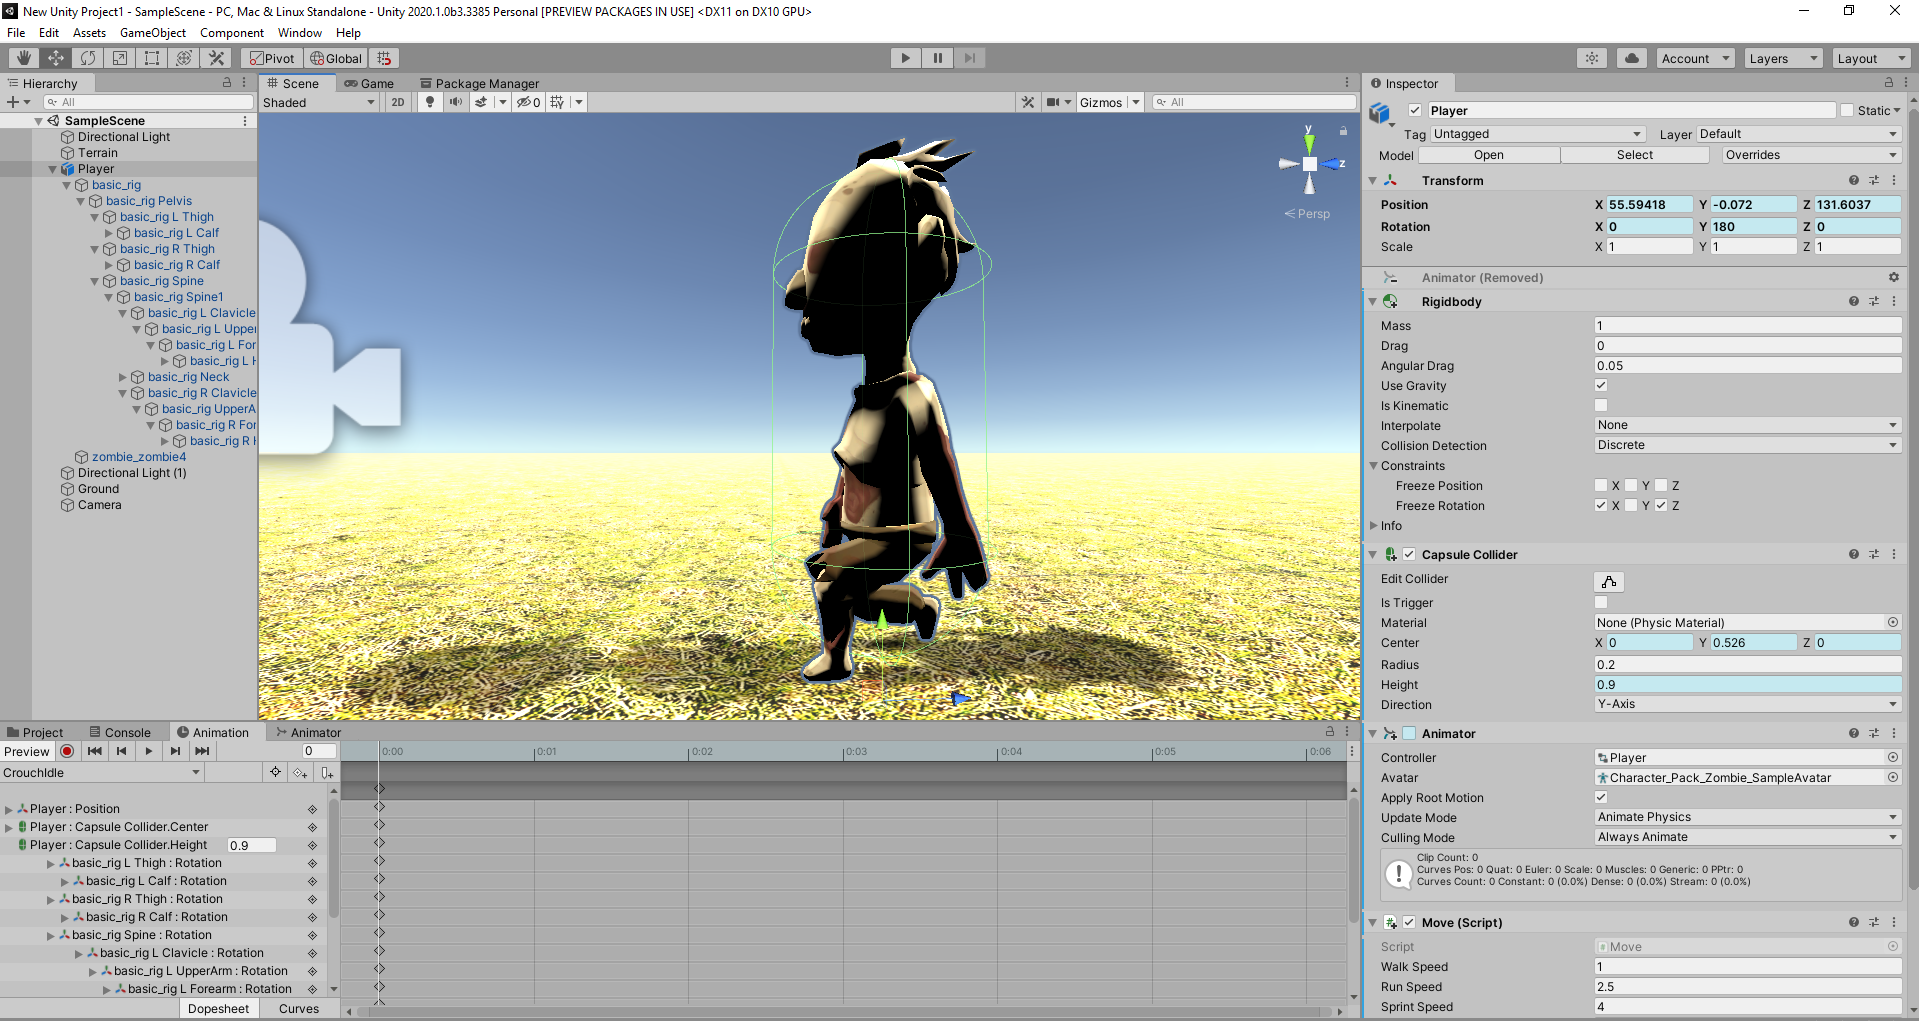 New Unity Project1 - SampleScene - PC, Mac & Linux Standalone - Unity 2020.1.0b3.3385 Personal [PREVIEW PACKAGES IN USE] <DX11 on DX10 GPU>
File Edit Assets GameObject Component Window Help
Pivot Global Account Layers Layout
Hierarchy
All
SampleScene
Directional Light
Terrain
Player
basic_rig
basic_rig Pelvis
basic_rig L Thigh
basic_rig L Calf
basic_rig R Thigh
basic_rig R Calf
basic_rig Spine
basic_rig Spine1
basic_rig L Clavicle
basic_rig L Upper
basic_rig L For
basic_rig L H
basic_rig Neck
basic_rig R Clavicle
basic_rig UpperA
basic_rig R For
basic_rig R H
zombie_zombie4
Directional Light (1)
Ground
Camera
Scene Game Package Manager
Shaded 2D 0 Gizmos All
y
z
Persp
Inspector
Player Static
Tag Untagged Layer Default
Model Open Select Overrides
Transform
Position X 55.59418 Y -0.072 Z 131.6037
Rotation X 0 Y 180 Z 0
Scale X 1 Y 1 Z 1
Animator (Removed)
Rigidbody
Mass 1
Drag 0
Angular Drag 0.05
Use Gravity
Is Kinematic
Interpolate None
Collision Detection Discrete
Constraints
Freeze Position X Y Z
Freeze Rotation X Y Z
Info
Capsule Collider
Edit Collider
Is Trigger
Material None (Physic Material)
Center X 0 Y 0.526 Z 0
Radius 0.2
Height 0.9
Direction Y-Axis
Animator
Controller Player
Avatar Character_Pack_Zombie_SampleAvatar
Apply Root Motion
Update Mode Animate Physics
Culling Mode Always Animate
Clip Count: 0
Curves Pos: 0 Quat: 0 Euler: 0 Scale: 0 Muscles: 0 Generic: 0 PPtr: 0
Curves Count: 0 Constant: 0 (0.0%) Dense: 0 (0.0%) Stream: 0 (0.0%)
Move (Script)
Script Move
Walk Speed 1
Run Speed 2.5
Sprint Speed 4
Project Console Animation Animator
Preview 0 0:00 0:01 0:02 0:03 0:04 0:05 0:06
CrouchIdle
Player : Position
Player : Capsule Collider.Center
Player : Capsule Collider.Height 0.9
basic_rig L Thigh : Rotation
basic_rig L Calf : Rotation
basic_rig R Thigh : Rotation
basic_rig R Calf : Rotation
basic_rig Spine : Rotation
basic_rig L Clavicle : Rotation
basic_rig L UpperArm : Rotation
basic_rig L Forearm : Rotation
Dopesheet Curves